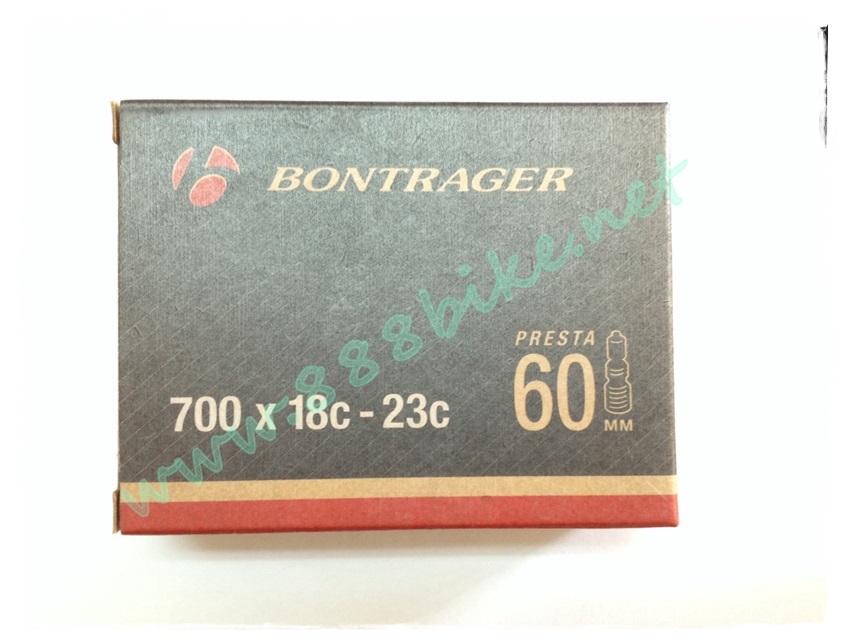 BONTRAGER
PRESTA
60
MM
700 x 18c - 23c
www.888bike.net